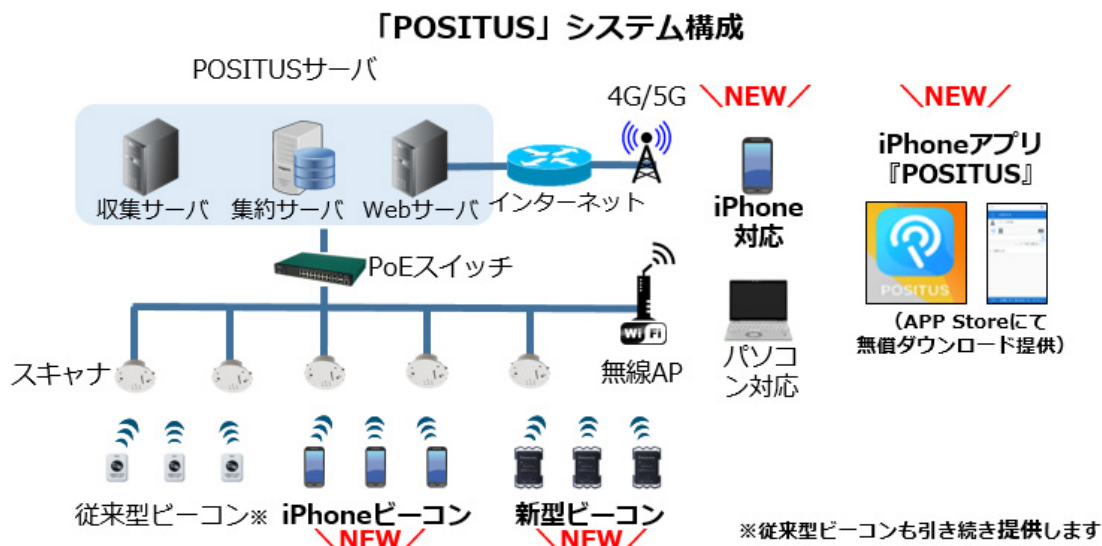 「POSITUS」システム構成
POSITUSサーバ
4G/5G
＼NEW／
＼NEW／
iPhoneアプリ
『POSITUS』
収集サーバ
集約サーバ
Webサーバ
インターネット
iPhone
対応
PoEスイッチ
POSITUS
Wi Fi
（APP Storeにて
無償ダウンロード提供）
スキャナ
無線AP
パソコ
ン対応
従来型ビーコン※
iPhoneビーコン
新型ビーコン
＼NEW／
＼NEW／
※従来型ビーコンも引き続き提供します